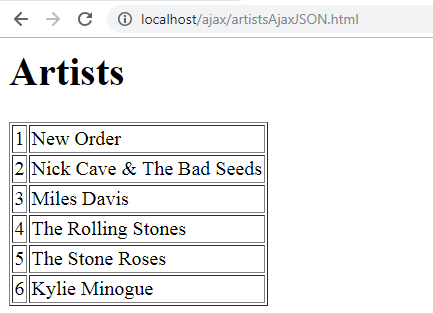 localhost/ajax/artistsAjaxJSON.html
Artists
1 New Order
2 Nick Cave & The Bad Seeds
3 Miles Davis
4 The Rolling Stones
5 The Stone Roses
6 Kylie Minogue